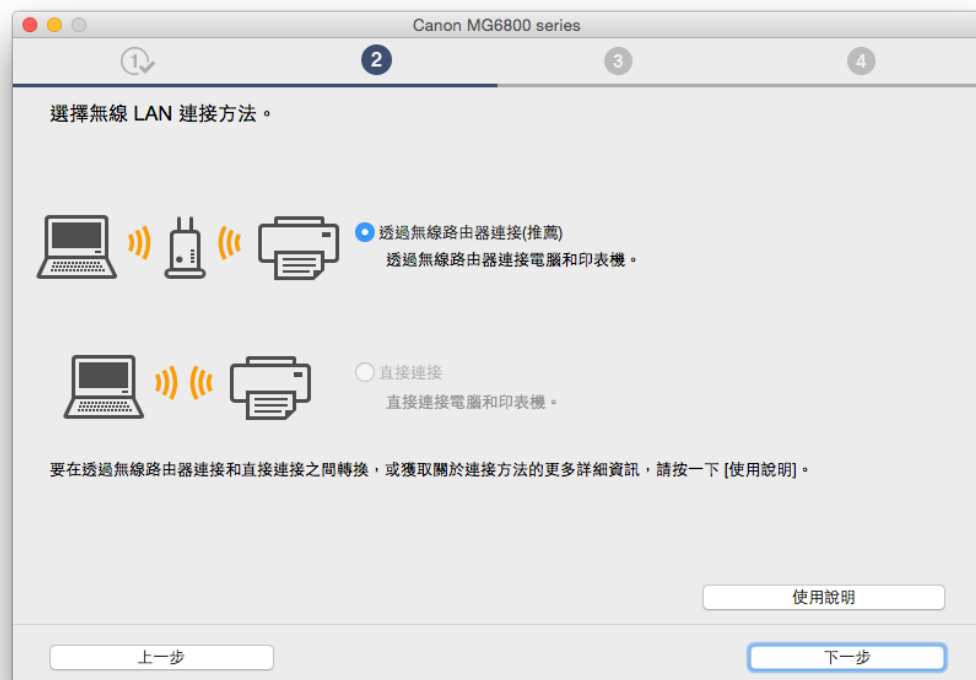 Canon MG6800 series
1
2
3
4
選擇無線 LAN 連接方法。
透過無線路由器連接(推薦)
透過無線路由器連接電腦和印表機。
直接連接
直接連接電腦和印表機。
要在透過無線路由器連接和直接連接之間轉換，或獲取關於連接方法的更多詳細資訊，請按一下 [使用說明]。
使用說明
上一步
下一步